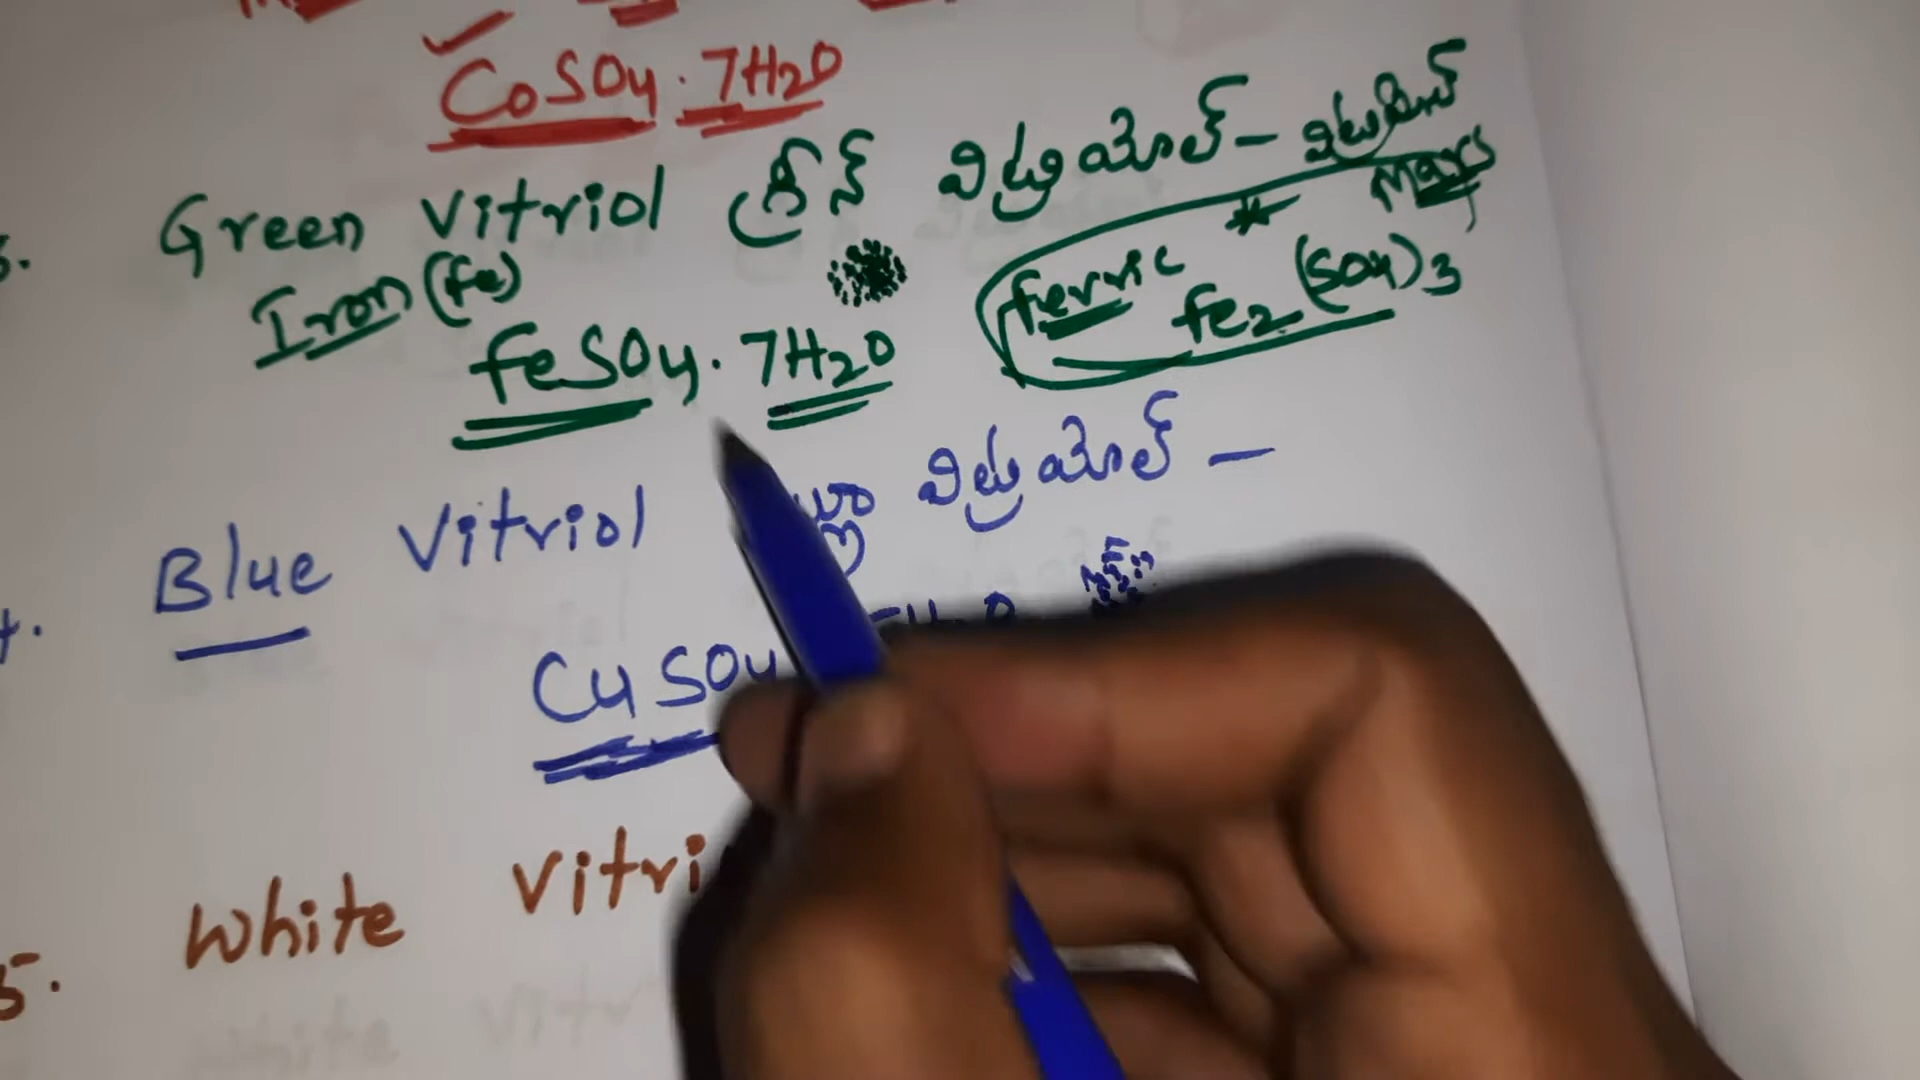 CoSO4 . 7H2O
3. Green Vitriol గ్రీన్ విట్రుయోల్ – విట్రుయోల్
Mars
Iron (fe)
ferric fe2 (SO4)3
feSO4 . 7H2O
4. Blue Vitriol విట్రుయోల్ –
CuSO4
5. White Vitri